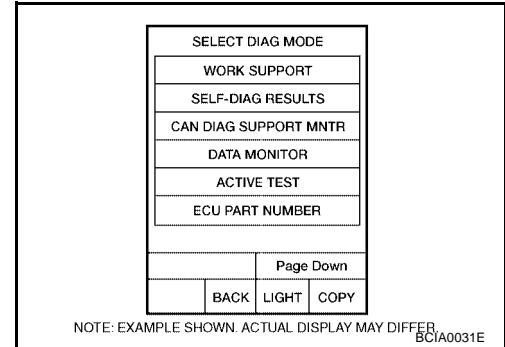 SELECT DIAG MODE
WORK SUPPORT
SELF-DIAG RESULTS
CAN DIAG SUPPORT MNTR
DATA MONITOR
ACTIVE TEST
ECU PART NUMBER
Page Down
BACK LIGHT COPY
NOTE: EXAMPLE SHOWN. ACTUAL DISPLAY MAY DIFFER.
BCIA0031E